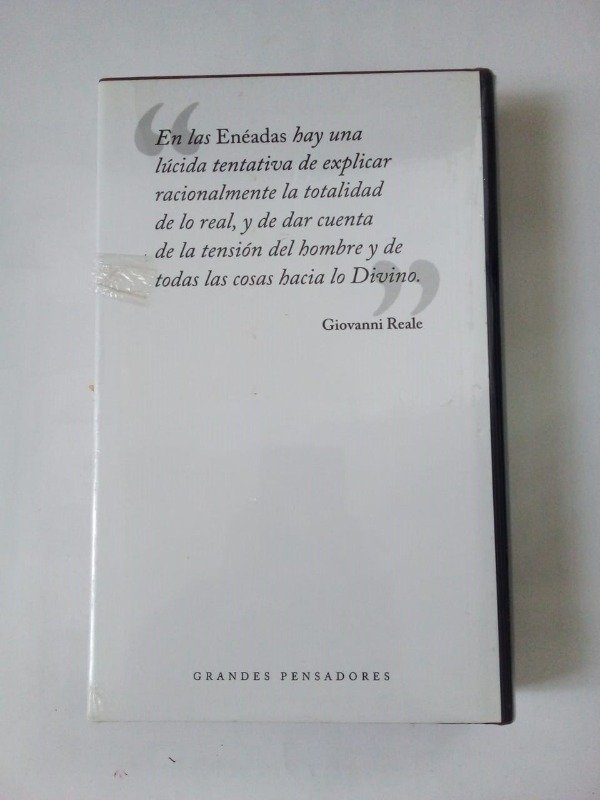 “En las Enéadas hay una
lúcida tentativa de explicar
racionalmente la totalidad
de lo real, y de dar cuenta
de la tensión del hombre y de
todas las cosas hacia lo Divino.”
Giovanni Reale
GRANDES PENSADORES